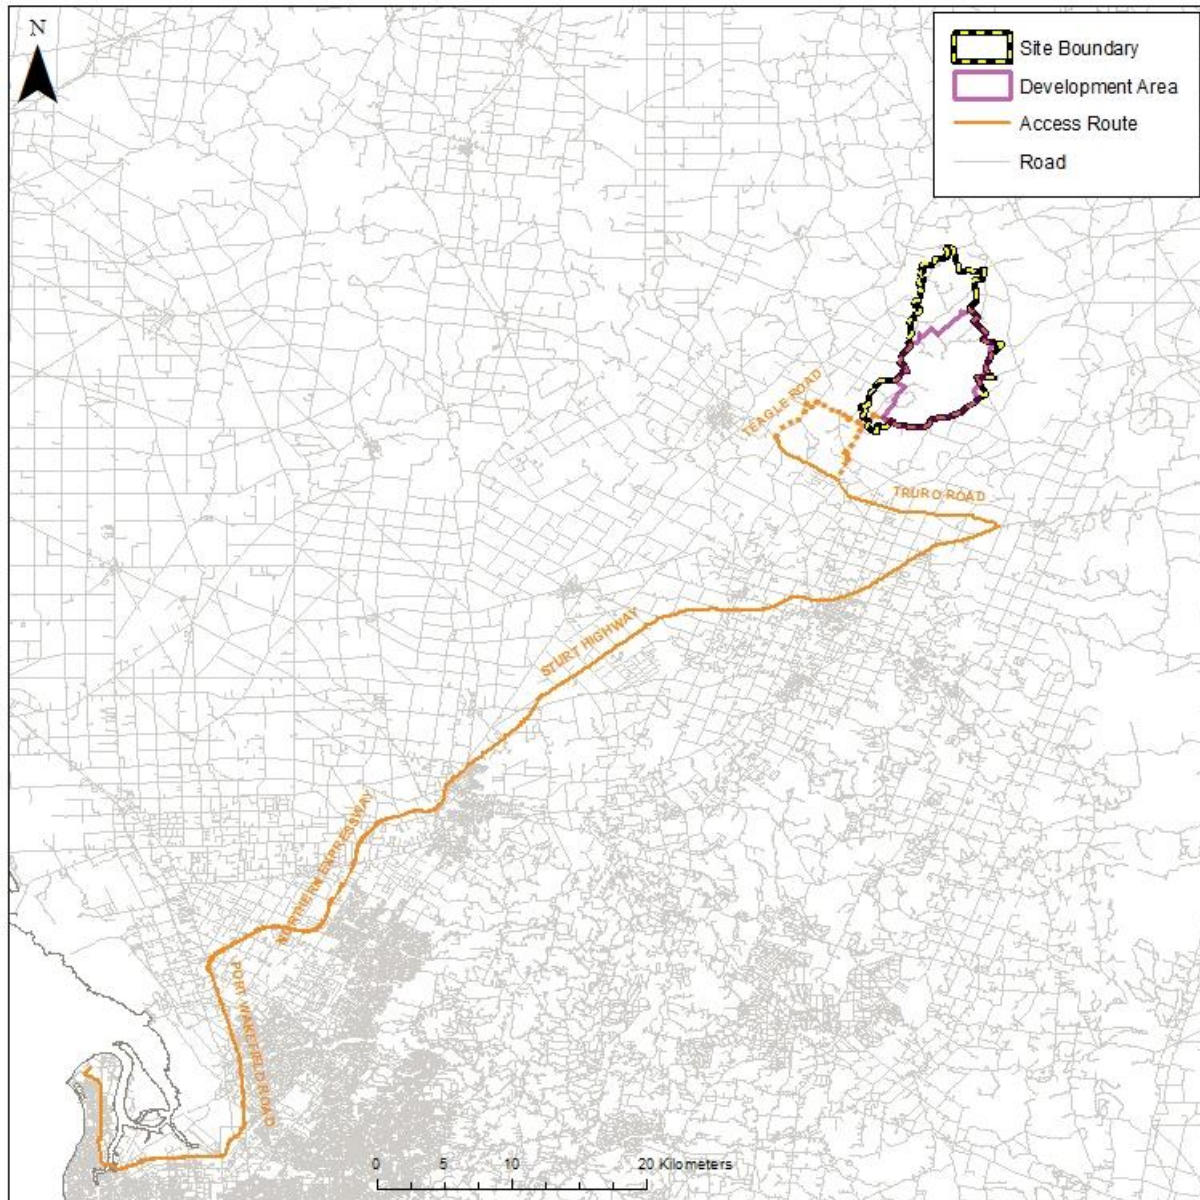 N
Site Boundary
Development Area
Access Route
Road
TEAGLE ROAD
TRURO ROAD
STURT HIGHWAY
NORTHERN EXPRESSWAY
PORT WAKEFIELD ROAD
0 5 10 20 Kilometers